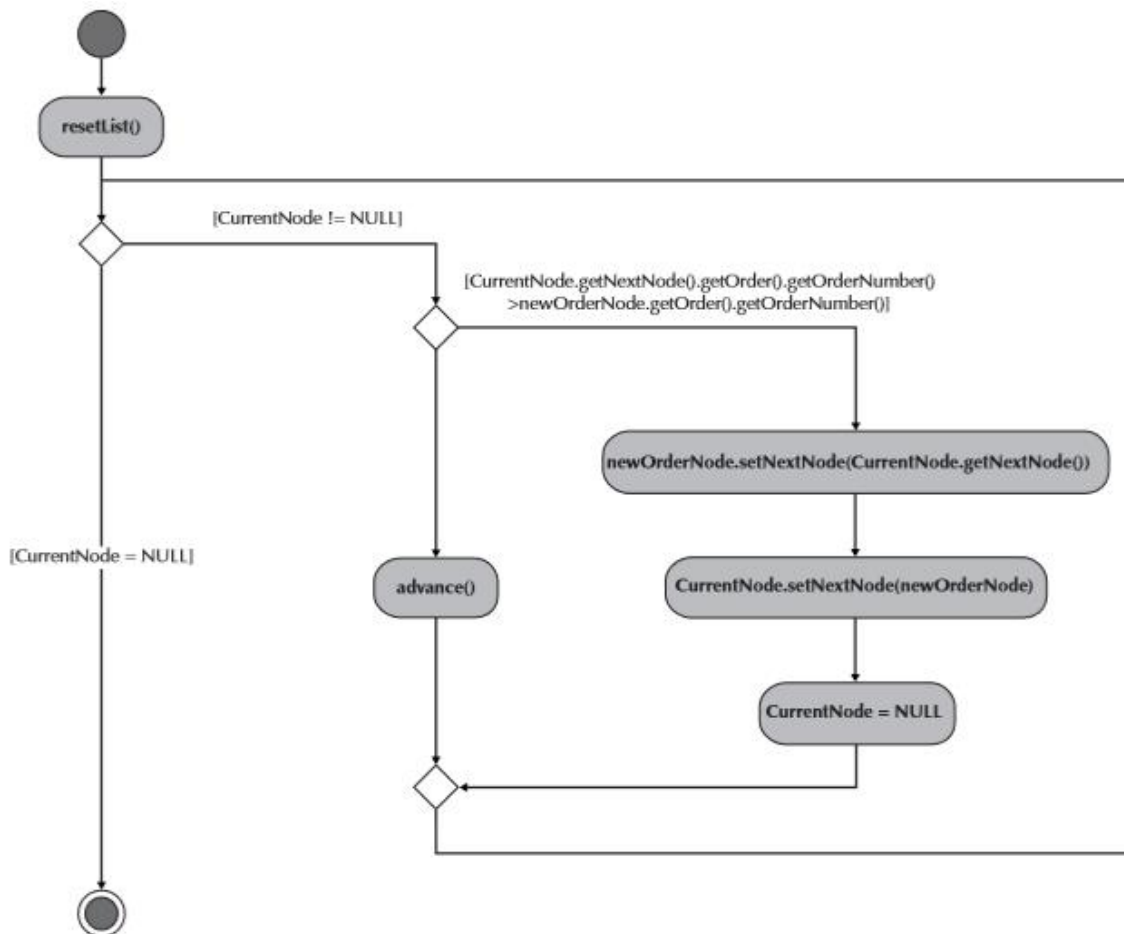 resetList()
[CurrentNode != NULL]
[CurrentNode.getNextNode().getOrder().getOrderNumber()
>newOrderNode.getOrder().getOrderNumber()]
newOrderNode.setNextNode(CurrentNode.getNextNode())
[CurrentNode = NULL]
advance()
CurrentNode.setNextNode(newOrderNode)
CurrentNode = NULL